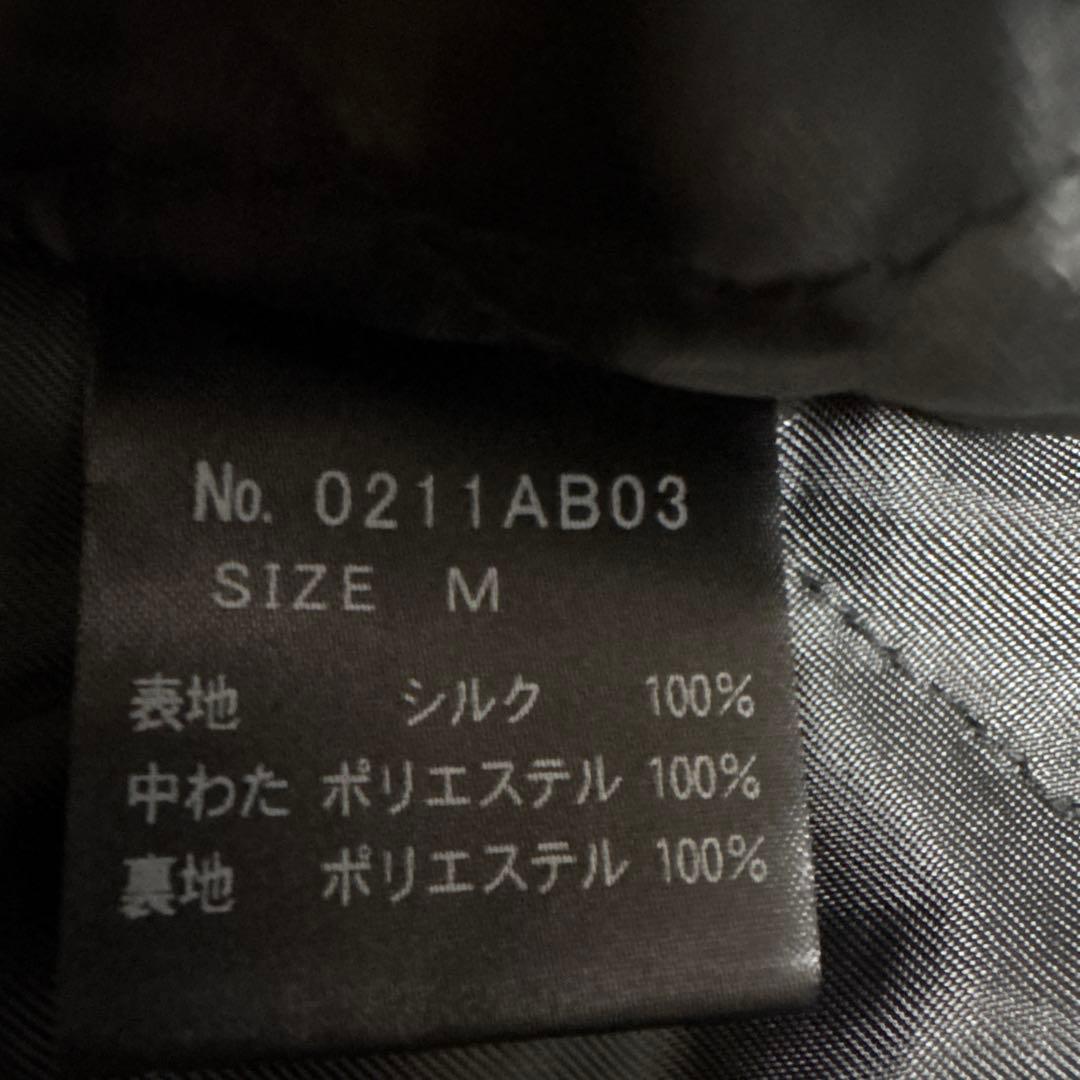 No. 0211AB03
SIZE M
表地 シルク 100%
中わた ポリエステル 100%
裏地 ポリエステル 100%